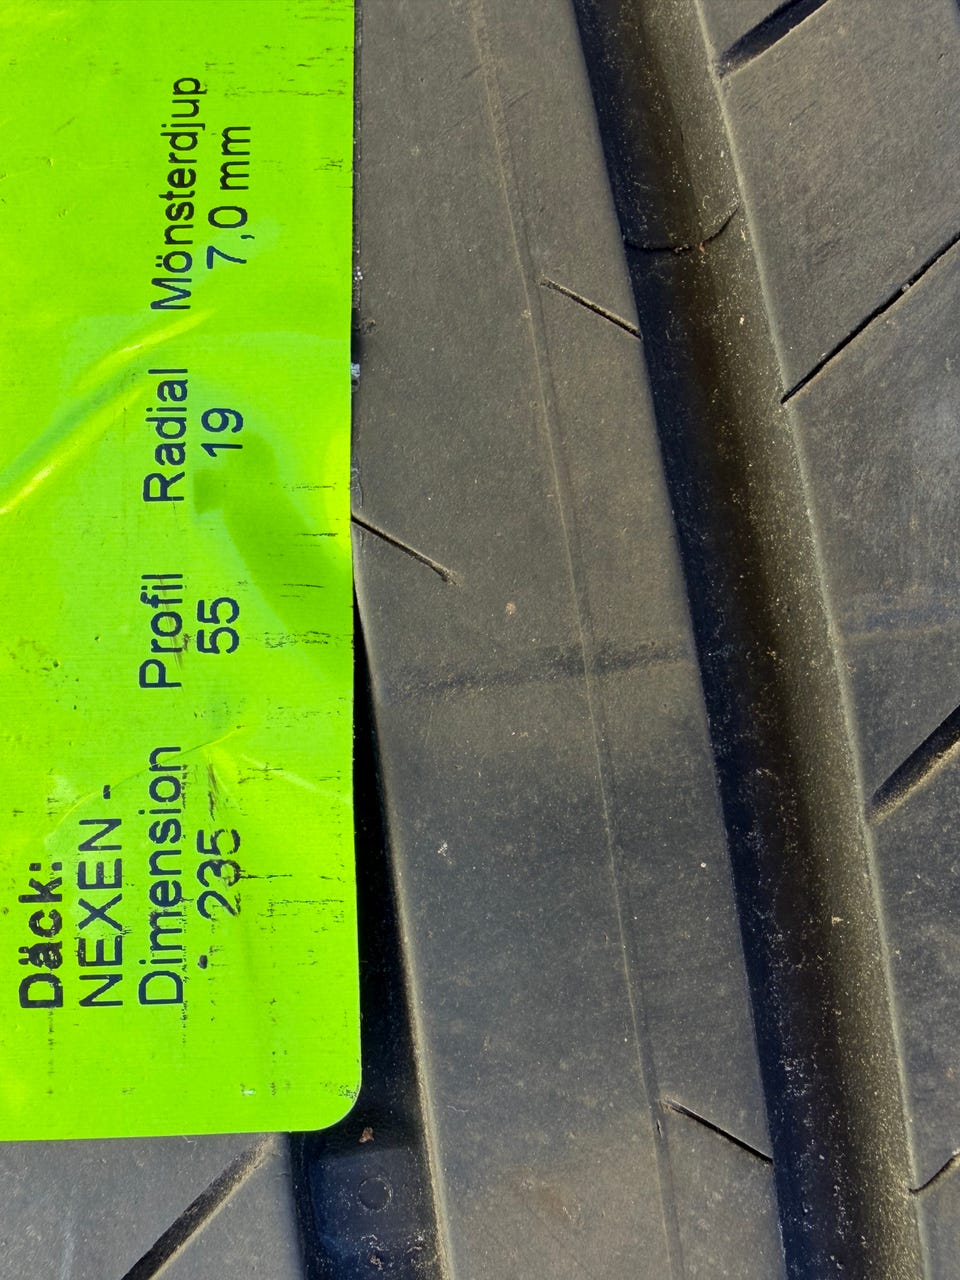 Däck:
NEXEN -
Dimension Profil Radial Mönsterdjup
235 55 19 7,0 mm